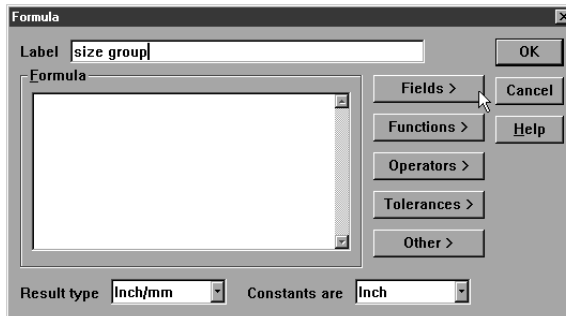 Formula
Label size group OK
Formula
Fields > Cancel
Functions > Help
Operators >
Tolerances >
Other >
Result type Inch/mm Constants are Inch